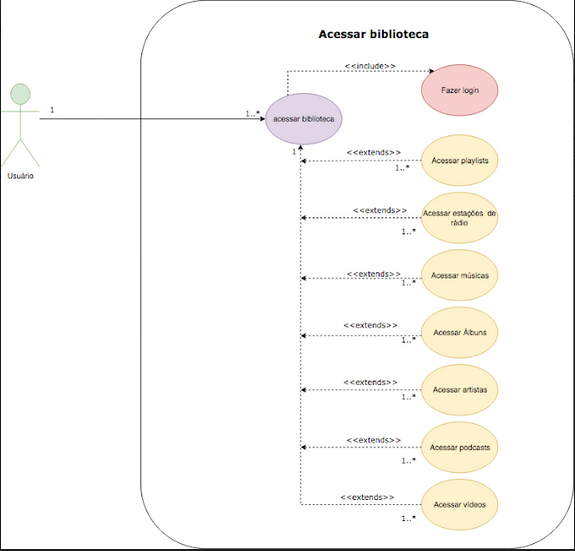 Acessar biblioteca
<<include>>
Fazer login
1
1..*
acessar biblioteca
Usuário
1
<<extends>>
Acessar playlists
1..*
<<extends>>
Acessar estações de
rádio
1..*
<<extends>>
Acessar músicas
1..*
<<extends>>
Acessar Álbuns
1..*
<<extends>>
Acessar artistas
1..*
<<extends>>
Acessar podcasts
1..*
<<extends>>
Acessar vídeos
1..*